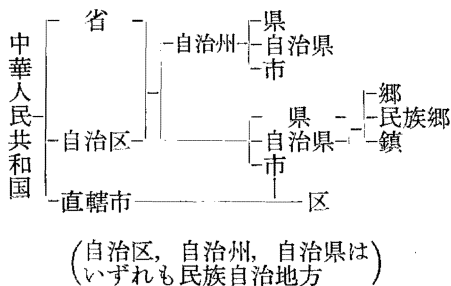 中華人民共和国
省
自治区
直轄市
自治州
県
自治県
市
県
自治県
市
区
郷
民族郷
鎮
(自治区,自治州,自治県は
いずれも民族自治地方)